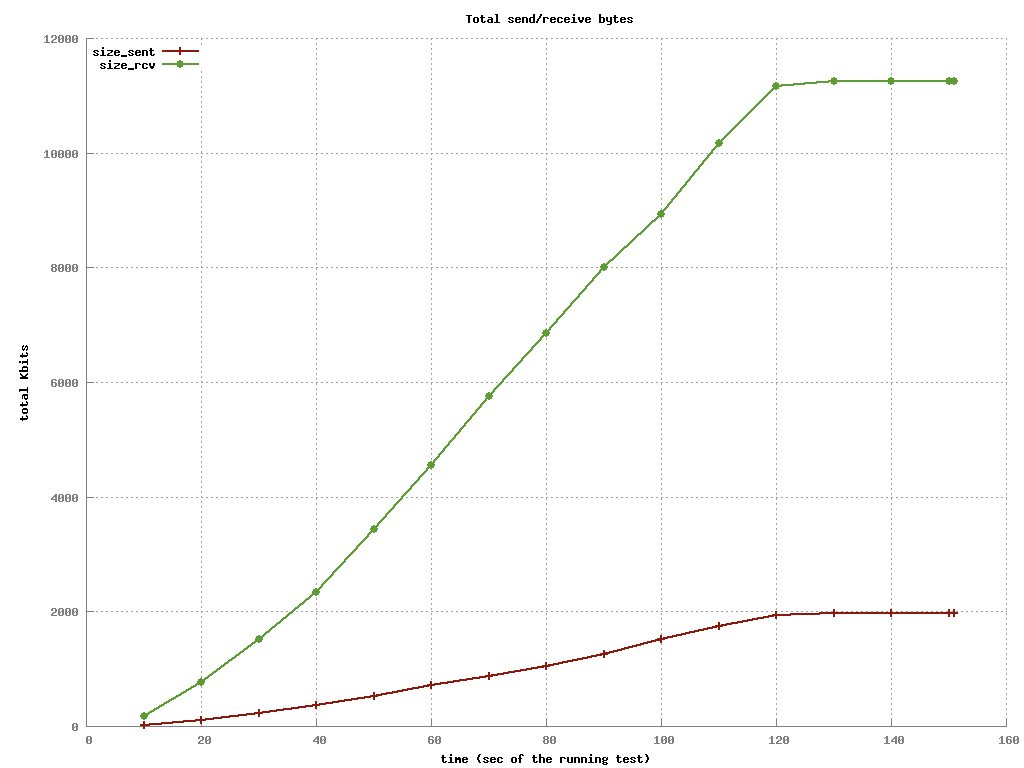 Total send/receive bytes
12000
size_sent
size_rcv
10000
8000
6000
total Kbits
4000
2000
0
0 20 40 60 80 100 120 140 160
time (sec of the running test)